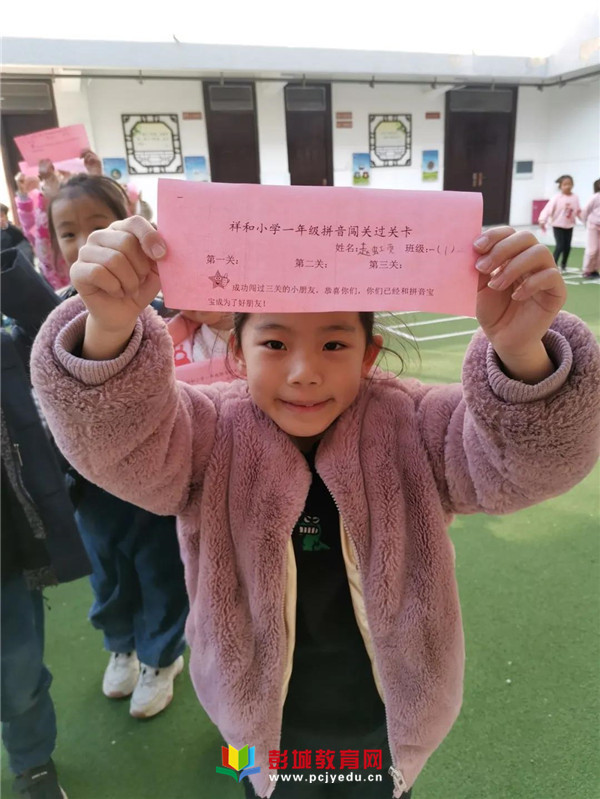 祥和小学一年级拼音闯关过关卡
姓名: 班级:
第一关: 第二关: 第三关:
成功闯过三关的小朋友,恭喜你们,你们已经和拼音宝
宝成为了好朋友!
彭城教育网
www.pcjyedu.cn